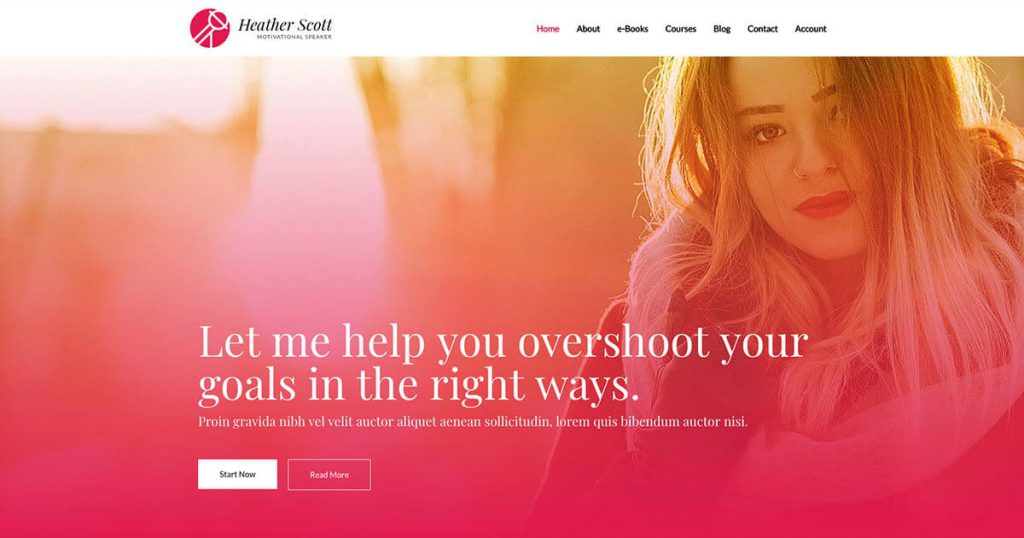 Heather Scott
MOTIVATIONAL SPEAKER
Home About e-Books Courses Blog Contact Account
Let me help you overshoot your
goals in the right ways.
Proin gravida nibh vel velit auctor aliquet aenean sollicitudin, lorem quis bibendum auctor nisi.
Start Now Read More